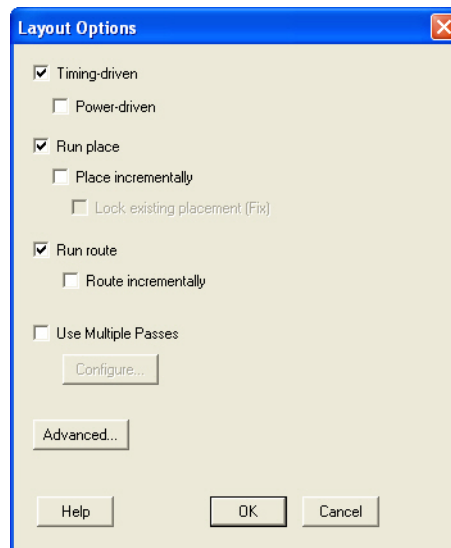 Layout Options
Timing-driven
Power-driven
Run place
Place incrementally
Lock existing placement (Fix)
Run route
Route incrementally
Use Multiple Passes
Configure...
Advanced...
Help OK Cancel